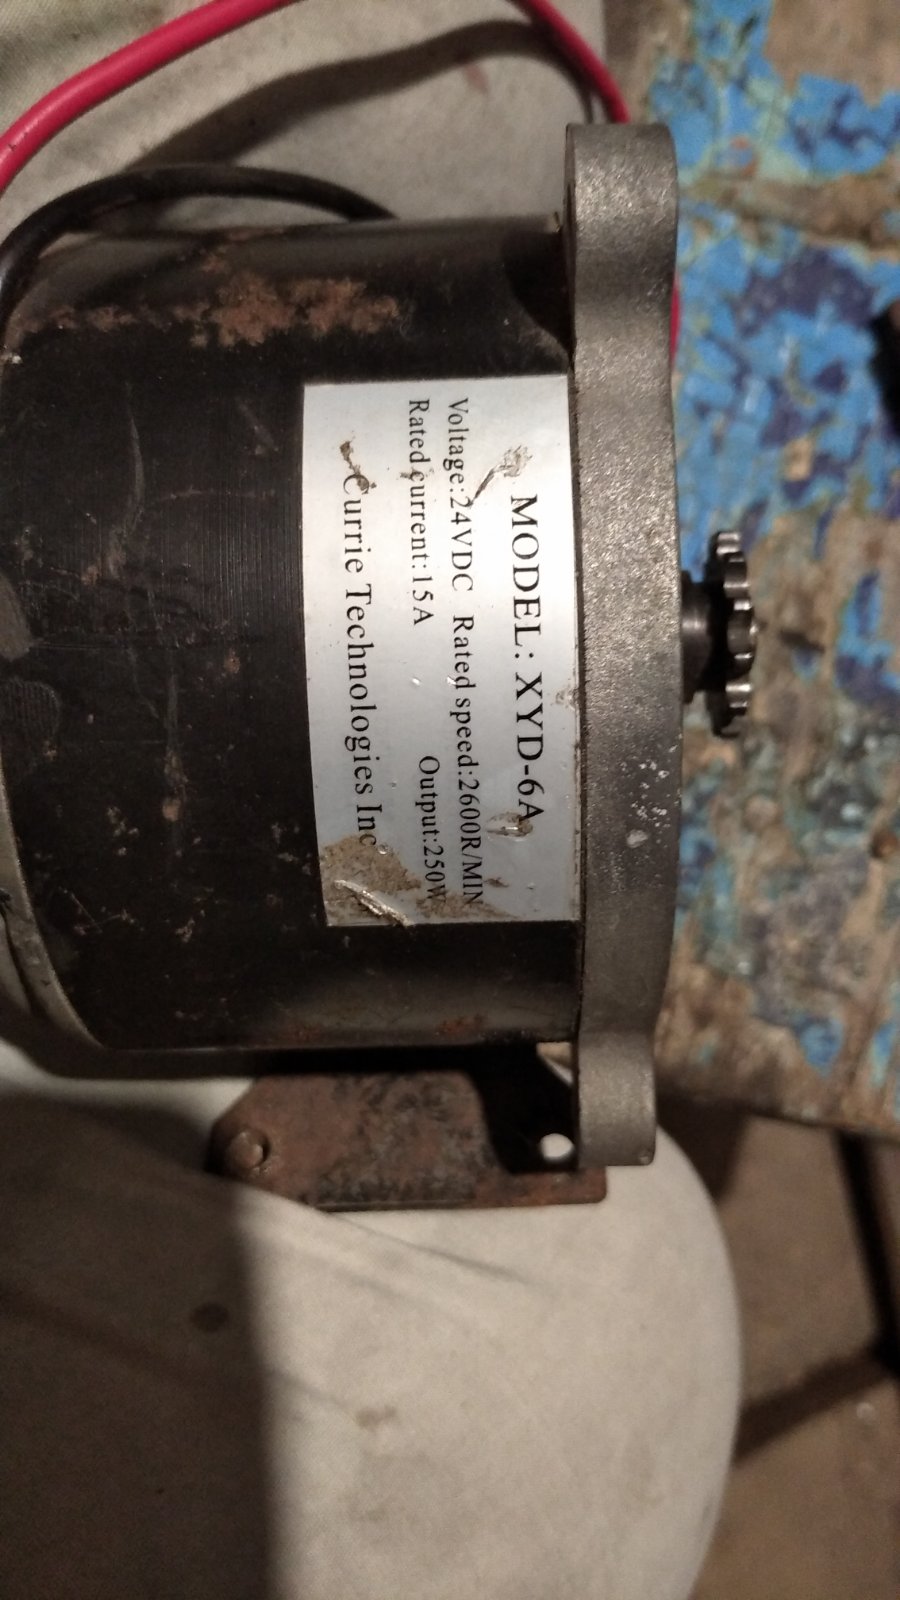 MODEL: XYD-6A
Voltage:24VDC Rated speed:2600R/MIN
Rated current:15A Output:250W
Currie Technologies Inc